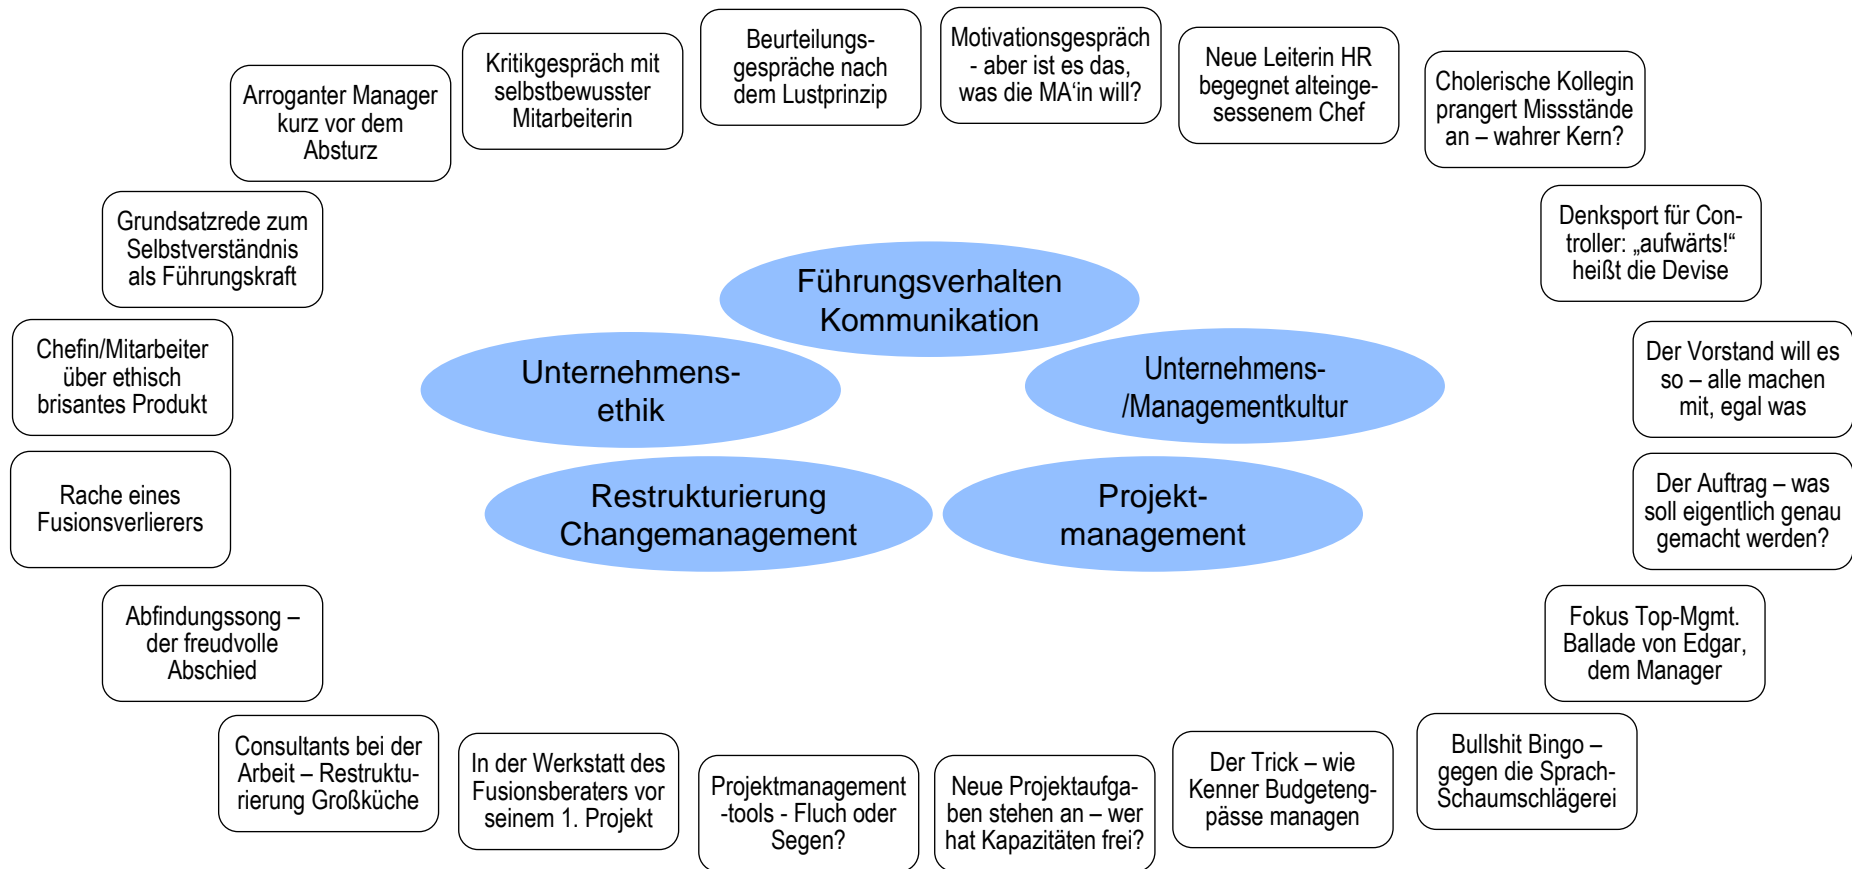 Beurteilungs-
gespräche nach
dem Lustprinzip
Motivationsgespräch
- aber ist es das,
was die MA‘in will?
Neue Leiterin HR
begegnet alteinge-
sessenem Chef
Cholerische Kollegin
prangert Missstände
an – wahrer Kern?
Denksport für Con-
troller: „aufwärts!“
heißt die Devise
Der Vorstand will es
so – alle machen
mit, egal was
Der Auftrag – was
soll eigentlich genau
gemacht werden?
Fokus Top-Mgmt.
Ballade von Edgar,
dem Manager
Bullshit Bingo –
gegen die Sprach-
Schaumschlägerei
Der Trick – wie
Kenner Budgeteng-
pässe managen
Neue Projektaufga-
ben stehen an – wer
hat Kapazitäten frei?
Projektmanagement
-tools - Fluch oder
Segen?
In der Werkstatt des
Fusionsberaters vor
seinem 1. Projekt
Consultants bei der
Arbeit – Restruktu-
rierung Großküche
Abfindungssong –
der freudvolle
Abschied
Rache eines
Fusionsverlierers
Chefin/Mitarbeiter
über ethisch
brisantes Produkt
Grundsatzrede zum
Selbstverständnis
als Führungskraft
Arroganter Manager
kurz vor dem
Absturz
Kritikgespräch mit
selbstbewusster
Mitarbeiterin
Führungsverhalten
Kommunikation
Unternehmens-
ethik
Unternehmens-
/Managementkultur
Restrukturierung
Changemanagement
Projekt-
management